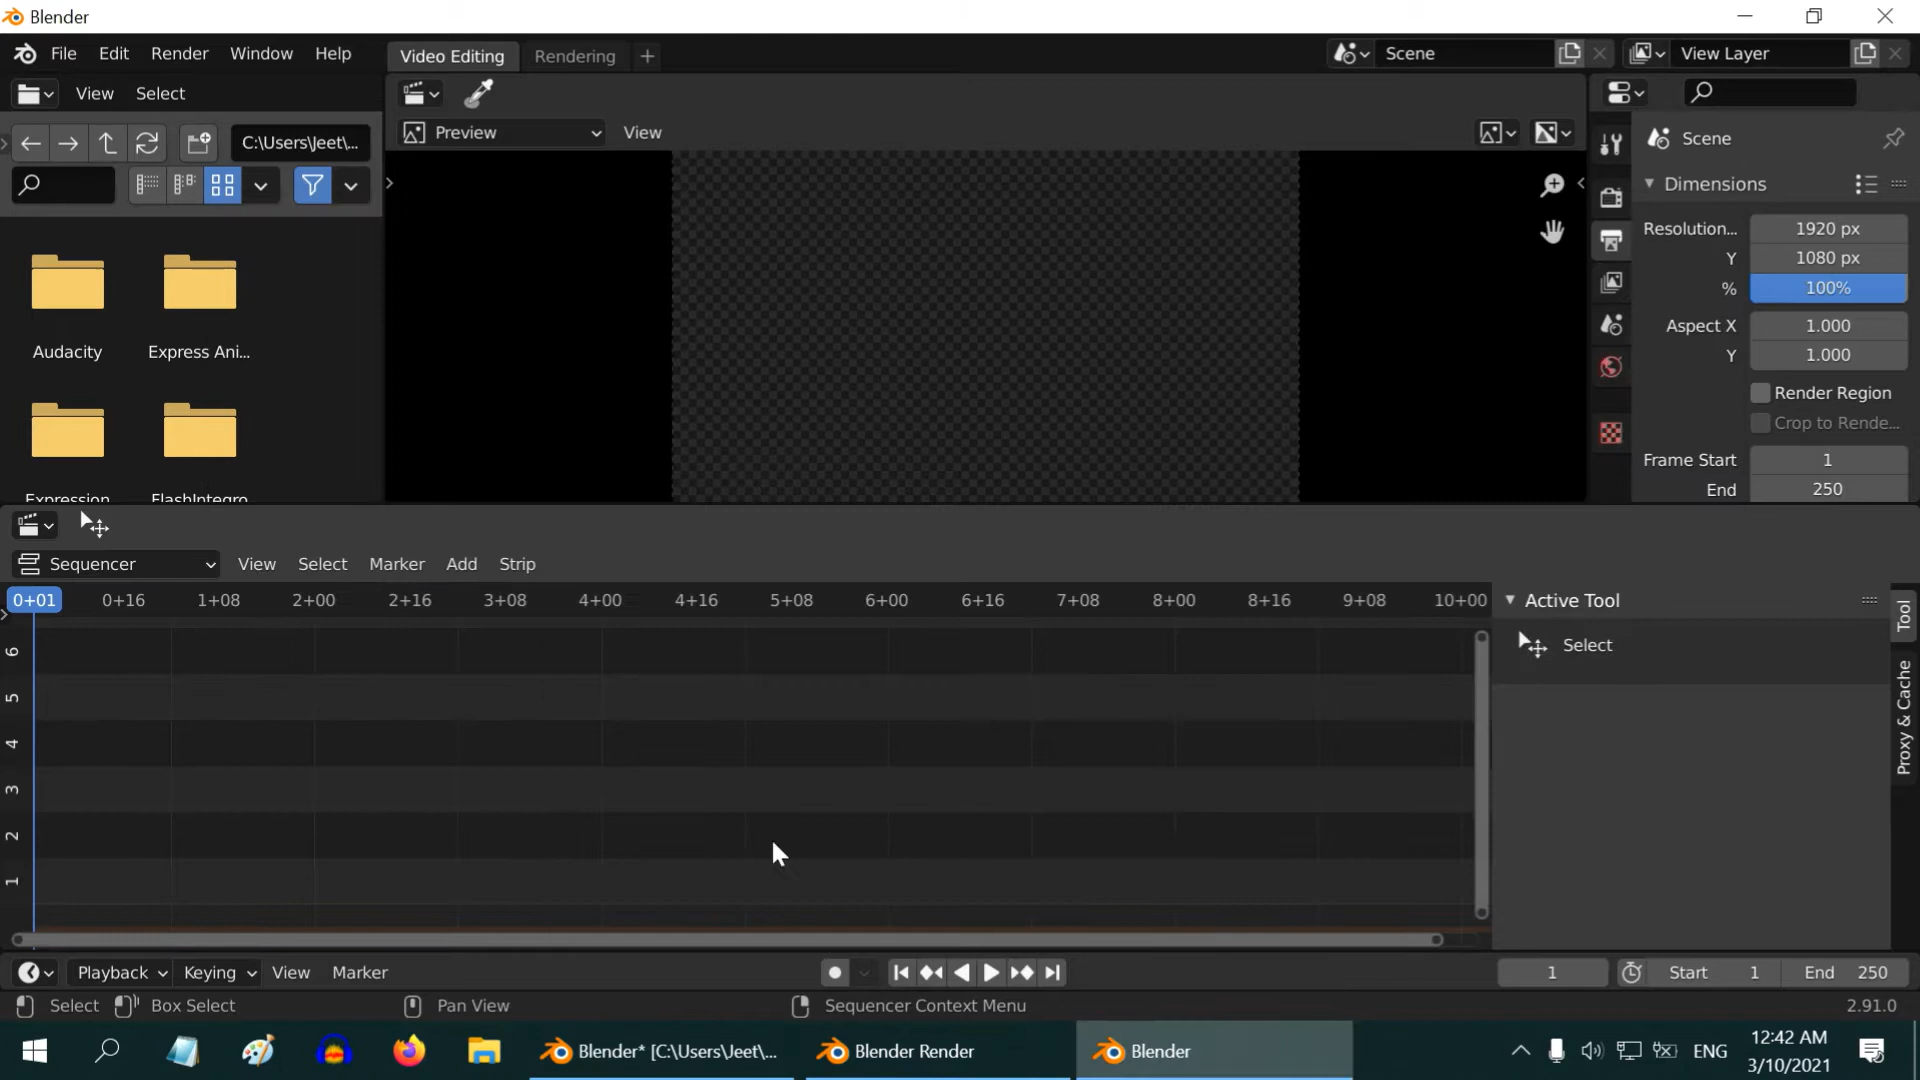 Blender
File Edit Render Window Help
Video Editing Rendering +
Scene
View Layer
View Select
C:\Users\Jeet\...
Preview View
Scene
Dimensions
Resolution... 1920 px
Y 1080 px
% 100%
Aspect X 1.000
Y 1.000
Render Region
Crop to Rende...
Frame Start 1
End 250
Audacity Express Ani...
Expression FlashIntegro
Sequencer View Select Marker Add Strip
0+01 0+16 1+08 2+00 2+16 3+08 4+00 4+16 5+08 6+00 6+16 7+08 8+00 8+16 9+08 10+00
6
5
4
3
2
1
Active Tool
Select
Tool
Proxy & Cache
Playback Keying View Marker
1 Start 1 End 250
Select Box Select Pan View Sequencer Context Menu 2.91.0
Blender* [C:\Users\Jeet\... Blender Render Blender
ENG
12:42 AM
3/10/2021